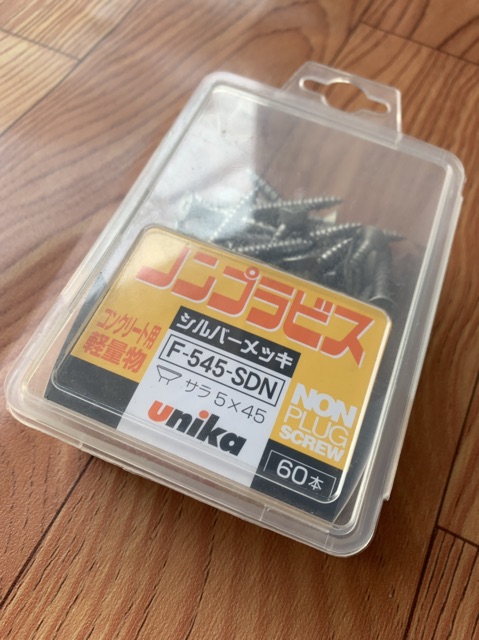 ノンプラビス
コンクリート用
軽量物
シルバーメッキ
F-545-SDN
サラ5×45
unika
NON
PLUG
SCREW
60本